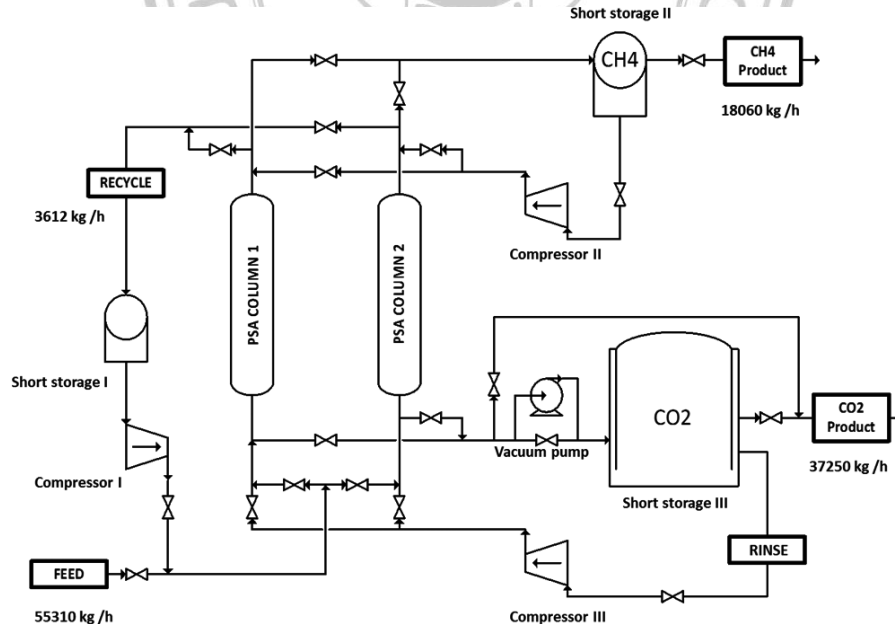 Short storage II
CH4
CH4
Product
18060 kg /h
RECYCLE
3612 kg /h
Compressor II
PSA COLUMN 1
PSA COLUMN 2
Short storage I
CO2
CO2
Product
Vacuum pump
37250 kg /h
Compressor I
Short storage III
RINSE
FEED
55310 kg /h
Compressor III